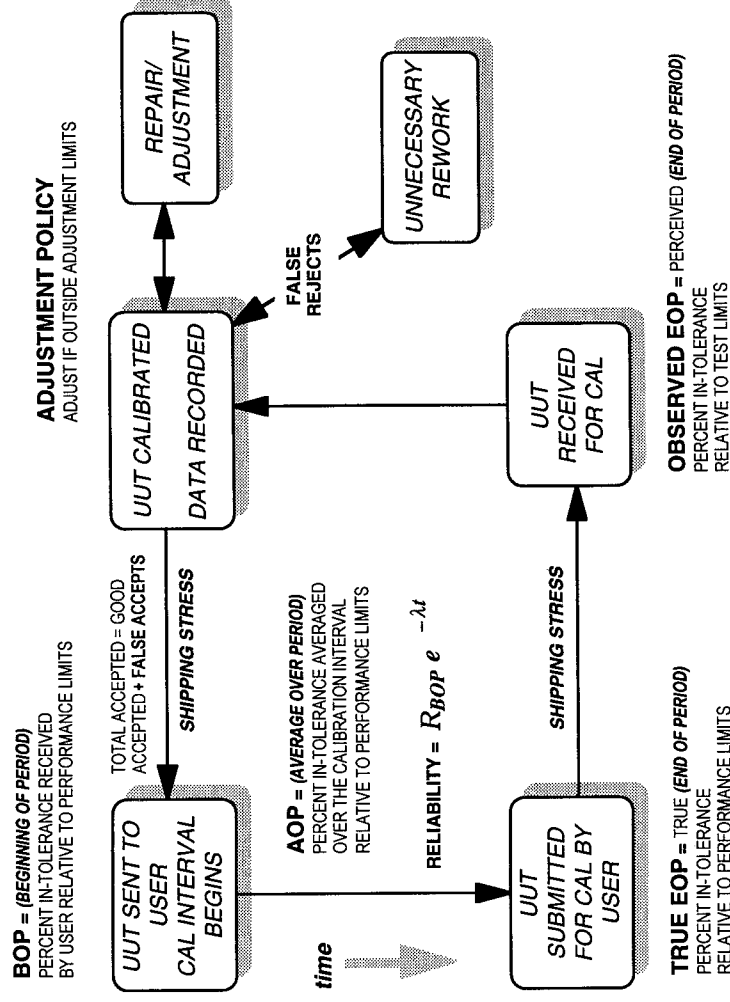 BOP = (BEGINNING OF PERIOD)
PERCENT IN-TOLERANCE RECEIVED
BY USER RELATIVE TO PERFORMANCE LIMITS
ADJUSTMENT POLICY
ADJUST IF OUTSIDE ADJUSTMENT LIMITS
UUT SENT TO
USER
CAL INTERVAL
BEGINS
TOTAL ACCEPTED = GOOD
ACCEPTED + FALSE ACCEPTS
SHIPPING STRESS
UUT CALIBRATED
DATA RECORDED
REPAIR/
ADJUSTMENT
FALSE
REJECTS
UNNECESSARY
REWORK
time
AOP = (AVERAGE OVER PERIOD)
PERCENT IN-TOLERANCE AVERAGED
OVER THE CALIBRATION INTERVAL
RELATIVE TO PERFORMANCE LIMITS
RELIABILITY = R_BOP e^-λt
UUT
SUBMITTED
FOR CAL BY
USER
SHIPPING STRESS
UUT
RECEIVED
FOR CAL
TRUE EOP = TRUE (END OF PERIOD)
PERCENT IN-TOLERANCE
RELATIVE TO PERFORMANCE LIMITS
OBSERVED EOP = PERCEIVED (END OF PERIOD)
PERCENT IN-TOLERANCE
RELATIVE TO TEST LIMITS